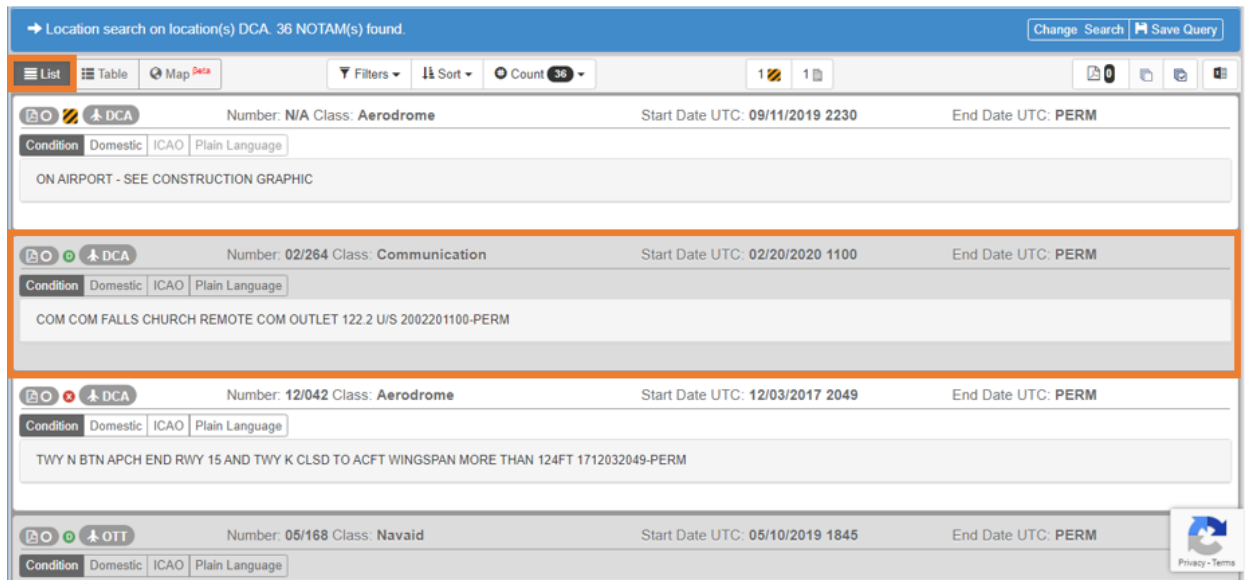 Location search on location(s) DCA. 36 NOTAM(s) found. Change Search Save Query
List Table Map Beta Filters Sort Count 36 1 1 0
DCA Number: N/A Class: Aerodrome Start Date UTC: 09/11/2019 2230 End Date UTC: PERM
Condition Domestic ICAO Plain Language
ON AIRPORT - SEE CONSTRUCTION GRAPHIC
DCA Number: 02/264 Class: Communication Start Date UTC: 02/20/2020 1100 End Date UTC: PERM
Condition Domestic ICAO Plain Language
COM COM FALLS CHURCH REMOTE COM OUTLET 122.2 U/S 2002201100-PERM
DCA Number: 12/042 Class: Aerodrome Start Date UTC: 12/03/2017 2049 End Date UTC: PERM
Condition Domestic ICAO Plain Language
TWY N BTN APCH END RWY 15 AND TWY K CLSD TO ACFT WINGSPAN MORE THAN 124FT 1712032049-PERM
OTT Number: 05/168 Class: Navaid Start Date UTC: 05/10/2019 1845 End Date UTC: PERM
Condition Domestic ICAO Plain Language
Privacy - Terms